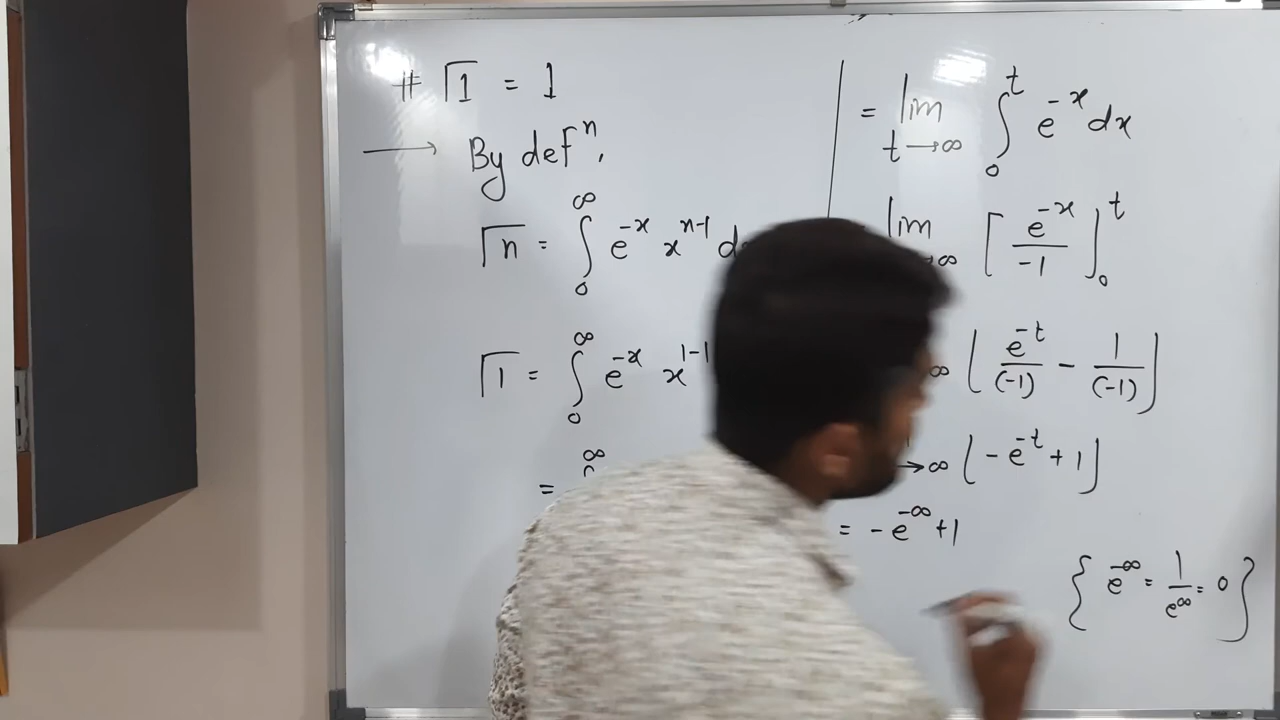 # Γ1 = 1
→ By defⁿ,
Γn = ∫₀^∞ e^{-x} x^{n-1}
Γ1 = ∫₀^∞ e^{-x} x^{1-1}
= ∞
= lim t→∞ ∫₀^t e^{-x} dx
lim ∞ [e^{-x}/-1]₀^t
∞ [e^{-t}/(-1) - 1/(-1)]
→∞ [-e^{-t} + 1]
= -e^{-∞} + 1
{e^{-∞} = 1/e^∞ = 0}